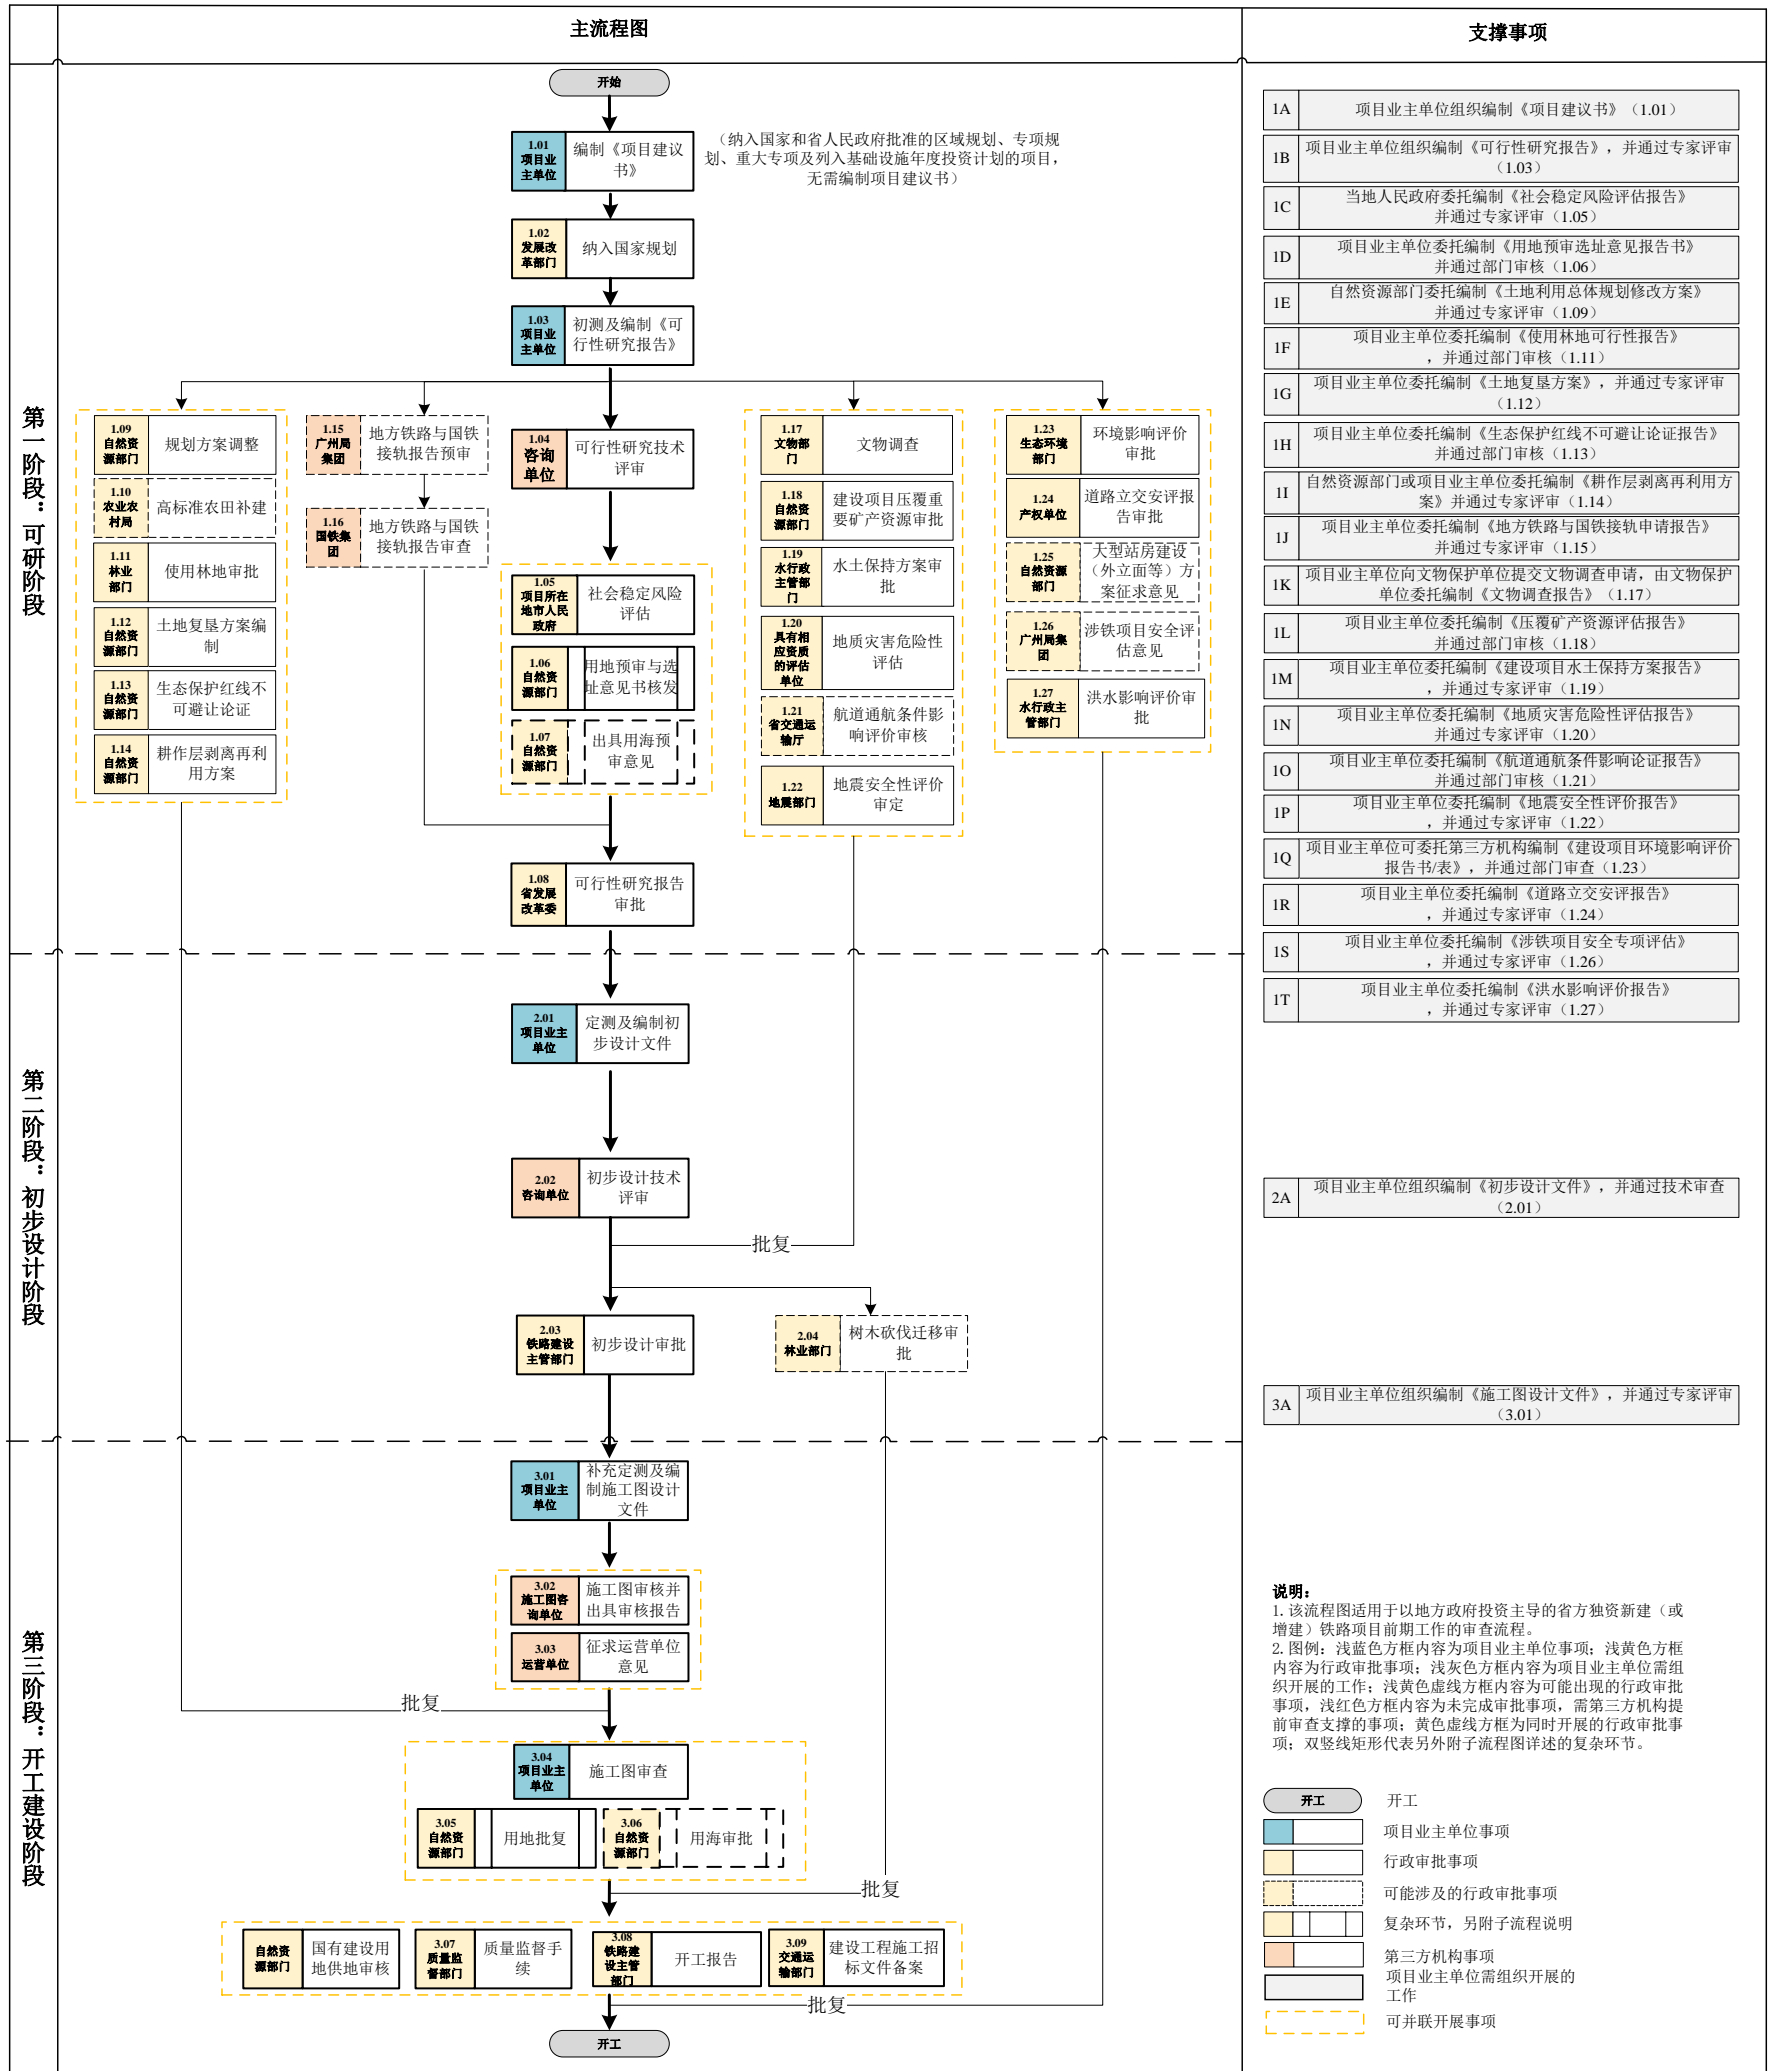 主流程图
支撑事项
第一阶段：可研阶段
开始
1.01
项目业
主单位
编制《项目建议
书》
（纳入国家和省人民政府批准的区域规划、专项规
划、重大专项及列入基础设施年度投资计划的项目，
无需编制项目建议书）
1.02
发展改
革部门
纳入国家规划
1.03
项目业
主单位
初测及编制《可
行性研究报告》
1.09
自然资
源部门
规划方案调整
1.10
农业农
村局
高标准农田补建
1.11
林业
部门
使用林地审批
1.12
自然资
源部门
土地复垦方案编
制
1.13
自然资
源部门
生态保护红线不
可避让论证
1.14
自然资
源部门
耕作层剥离再利
用方案
1.15
广州局
集团
地方铁路与国铁
接轨报告预审
1.16
国铁集
团
地方铁路与国铁
接轨报告审查
1.04
咨询
单位
可行性研究技术
评审
1.05
项目所在
地市人民
政府
社会稳定风险
评估
1.06
自然资
源部门
用地预审与选
址意见书核发
1.07
自然资
源部门
出具用海预
审意见
1.08
省发展
改革委
可行性研究报告
审批
1.17
文物部
门
文物调查
1.18
自然资
源部门
建设项目压覆重
要矿产资源审批
1.19
水行政
主管部
门
水土保持方案审
批
1.20
具有相
应资质
的评估
单位
地质灾害危险性
评估
1.21
省交通运
输厅
航道通航条件影
响评价审核
1.22
地震部门
地震安全性评价
审定
1.23
生态环境
部门
环境影响评价
审批
1.24
产权单位
道路立交安评报
告审批
1.25
自然资源
部门
大型站房建设
（外立面等）方
案征求意见
1.26
广州局集
团
涉铁项目安全评
估意见
1.27
水行政主
管部门
洪水影响评价审
批
第二阶段：初步设计阶段
2.01
项目业主
单位
定测及编制初
步设计文件
2.02
咨询单位
初步设计技术
评审
批复
2.03
铁路建设
主管部门
初步设计审批
2.04
林业部门
树木砍伐迁移审
批
第三阶段：开工建设阶段
3.01
项目业主
单位
补充定测及编
制施工图设计
文件
3.02
施工图咨
询单位
施工图审核并
出具审核报告
3.03
运营单位
征求运营单位
意见
批复
3.04
项目业主
单位
施工图审查
3.05
自然资
源部门
用地批复
3.06
自然资
源部门
用海审批
批复
自然资
源部门
国有建设用
地供地审核
3.07
质量监
督部门
质量监督手
续
3.08
铁路建
设主管
部门
开工报告
3.09
交通运
输部门
建设工程施工招
标文件备案
批复
开工
1A
项目业主单位组织编制《项目建议书》（1.01）
1B
项目业主单位组织编制《可行性研究报告》，并通过专家评审
（1.03）
1C
当地人民政府委托编制《社会稳定风险评估报告》
并通过专家评审（1.05）
1D
项目业主单位委托编制《用地预审选址意见报告书》
并通过部门审核（1.06）
1E
自然资源部门委托编制《土地利用总体规划修改方案》
并通过专家评审（1.09）
1F
项目业主单位委托编制《使用林地可行性报告》
，并通过部门审核（1.11）
1G
项目业主单位委托编制《土地复垦方案》，并通过专家评审
（1.12）
1H
项目业主单位委托编制《生态保护红线不可避让论证报告》
并通过部门审核（1.13）
1I
自然资源部门或项目业主单位委托编制《耕作层剥离再利用方
案》并通过专家评审（1.14）
1J
项目业主单位委托编制《地方铁路与国铁接轨申请报告》
并通过专家评审（1.15）
1K
项目业主单位向文物保护单位提交文物调查申请，由文物保护
单位委托编制《文物调查报告》（1.17）
1L
项目业主单位委托编制《压覆矿产资源评估报告》
并通过部门审核（1.18）
1M
项目业主单位委托编制《建设项目水土保持方案报告》
，并通过专家评审（1.19）
1N
项目业主单位委托编制《地质灾害危险性评估报告》
并通过专家评审（1.20）
1O
项目业主单位委托编制《航道通航条件影响论证报告》
并通过部门审核（1.21）
1P
项目业主单位委托编制《地震安全性评价报告》
，并通过专家评审（1.22）
1Q
项目业主单位可委托第三方机构编制《建设项目环境影响评价
报告书/表》，并通过部门审查（1.23）
1R
项目业主单位委托编制《道路立交安评报告》
，并通过专家评审（1.24）
1S
项目业主单位委托编制《涉铁项目安全专项评估》
，并通过专家评审（1.26）
1T
项目业主单位委托编制《洪水影响评价报告》
，并通过专家评审（1.27）
2A
项目业主单位组织编制《初步设计文件》，并通过技术审查
（2.01）
3A
项目业主单位组织编制《施工图设计文件》，并通过专家评审
（3.01）
说明：
1.该流程图适用于以地方政府投资主导的省方独资新建（或
增建）铁路项目前期工作的审查流程。
2.图例：浅蓝色方框内容为项目业主单位事项；浅黄色方框
内容为行政审批事项；浅灰色方框内容为项目业主单位需组
织开展的工作；浅黄色虚线方框内容为可能出现的行政审批
事项，浅红色方框内容为未完成审批事项，需第三方机构提
前审查支撑的事项；黄色虚线方框为同时开展的行政审批事
项；双竖线矩形代表另外附子流程图详述的复杂环节。
开工
开工
项目业主单位事项
行政审批事项
可能涉及的行政审批事项
复杂环节，另附子流程说明
第三方机构事项
项目业主单位需组织开展的
工作
可并联开展事项